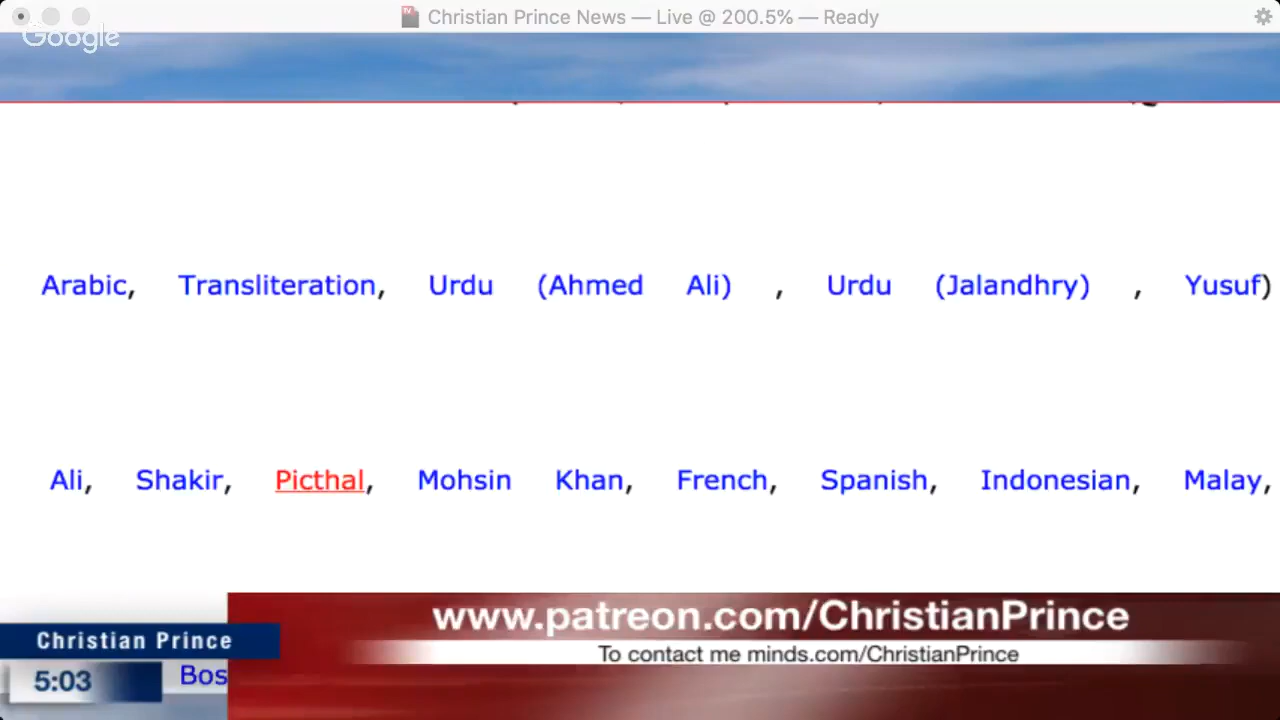 Christian Prince News — Live @ 200.5% — Ready
Google
Arabic, Transliteration, Urdu (Ahmed Ali) , Urdu (Jalandhry) , Yusuf)
Ali, Shakir, Picthal, Mohsin Khan, French, Spanish, Indonesian, Malay,
www.patreon.com/ChristianPrince
Christian Prince
To contact me minds.com/ChristianPrince
5:03
Bos